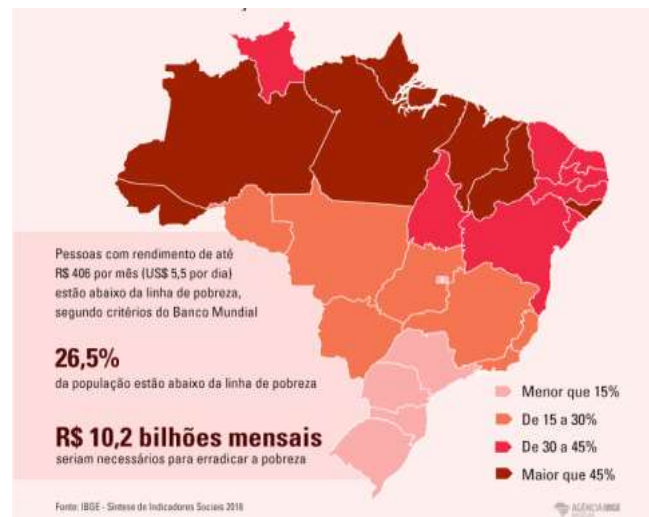 Pessoas com rendimento de até
R$ 406 por mês (US$ 5,5 por dia)
estão abaixo da linha de pobreza,
segundo critérios do Banco Mundial
26,5%
da população estão abaixo da linha de pobreza
R$ 10,2 bilhões mensais
seriam necessários para erradicar a pobreza
Menor que 15%
De 15 a 30%
De 30 a 45%
Maior que 45%
Fonte: IBGE - Síntese de Indicadores Sociais 2018
AGÊNCIA IBGE